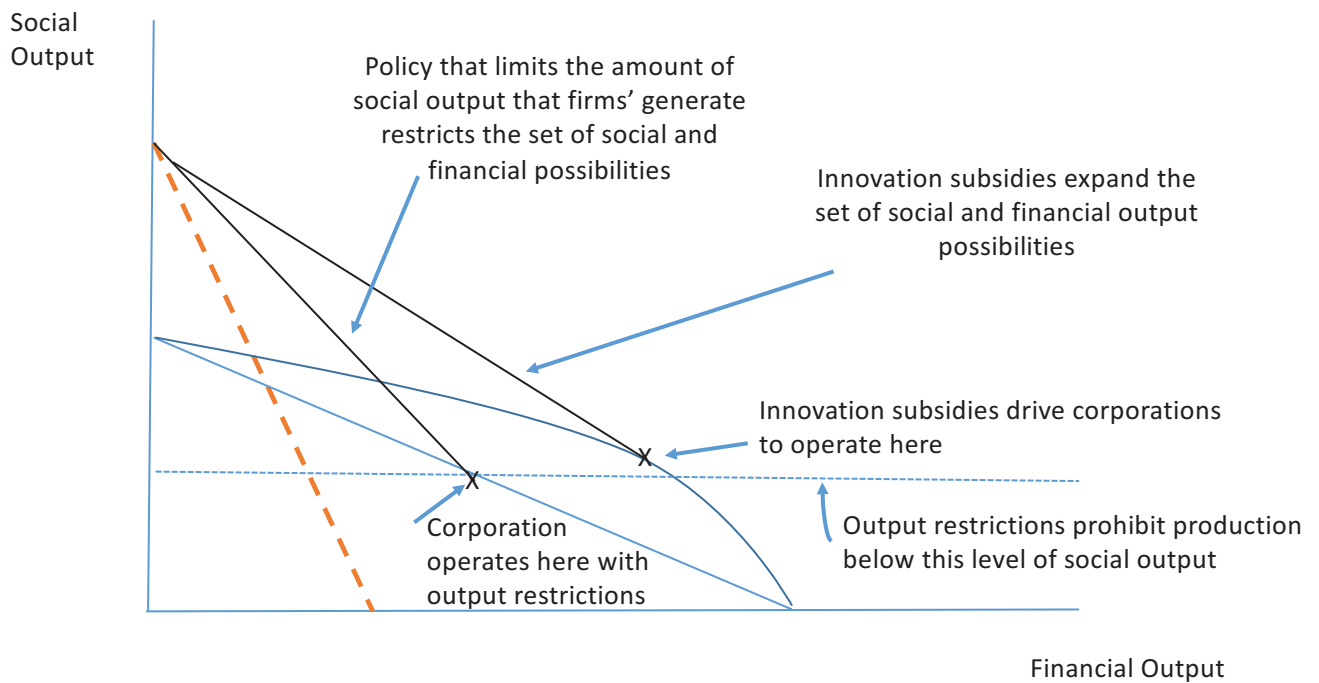 Social
Output
Policy that limits the amount of
social output that firms’ generate
restricts the set of social and
financial possibilities
Innovation subsidies expand the
set of social and financial output
possibilities
Innovation subsidies drive corporations
to operate here
X
X
Output restrictions prohibit production
below this level of social output
Corporation
operates here with
output restrictions
Financial Output